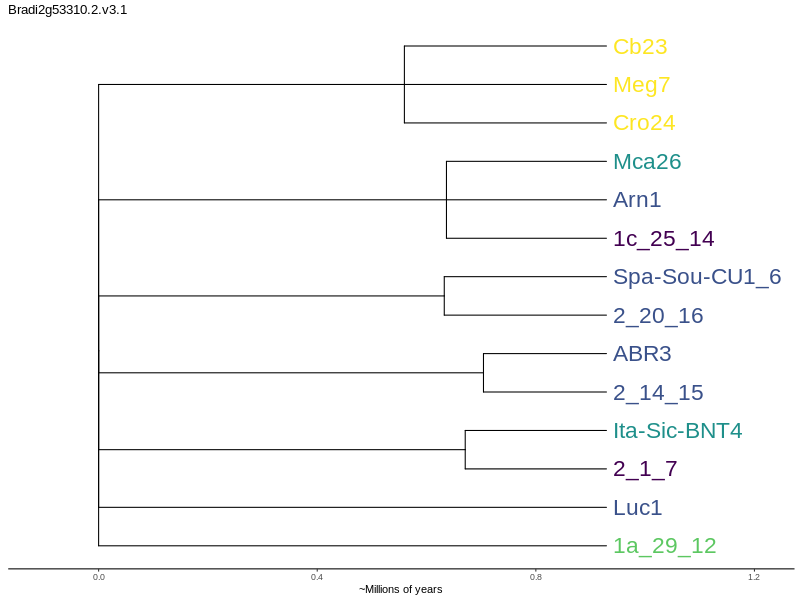 Bradi2g53310.2.v3.1
Cb23
Meg7
Cro24
Mca26
Arn1
1c_25_14
Spa-Sou-CU1_6
2_20_16
ABR3
2_14_15
Ita-Sic-BNT4
2_1_7
Luc1
1a_29_12
0.0 0.4 0.8 1.2
~Millions of years